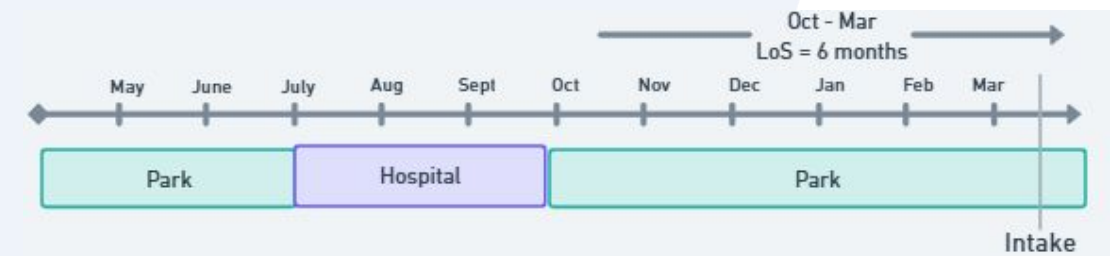 Oct - Mar
LoS = 6 months
May June July Aug Sept Oct Nov Dec Jan Feb Mar
Park Hospital Park
Intake